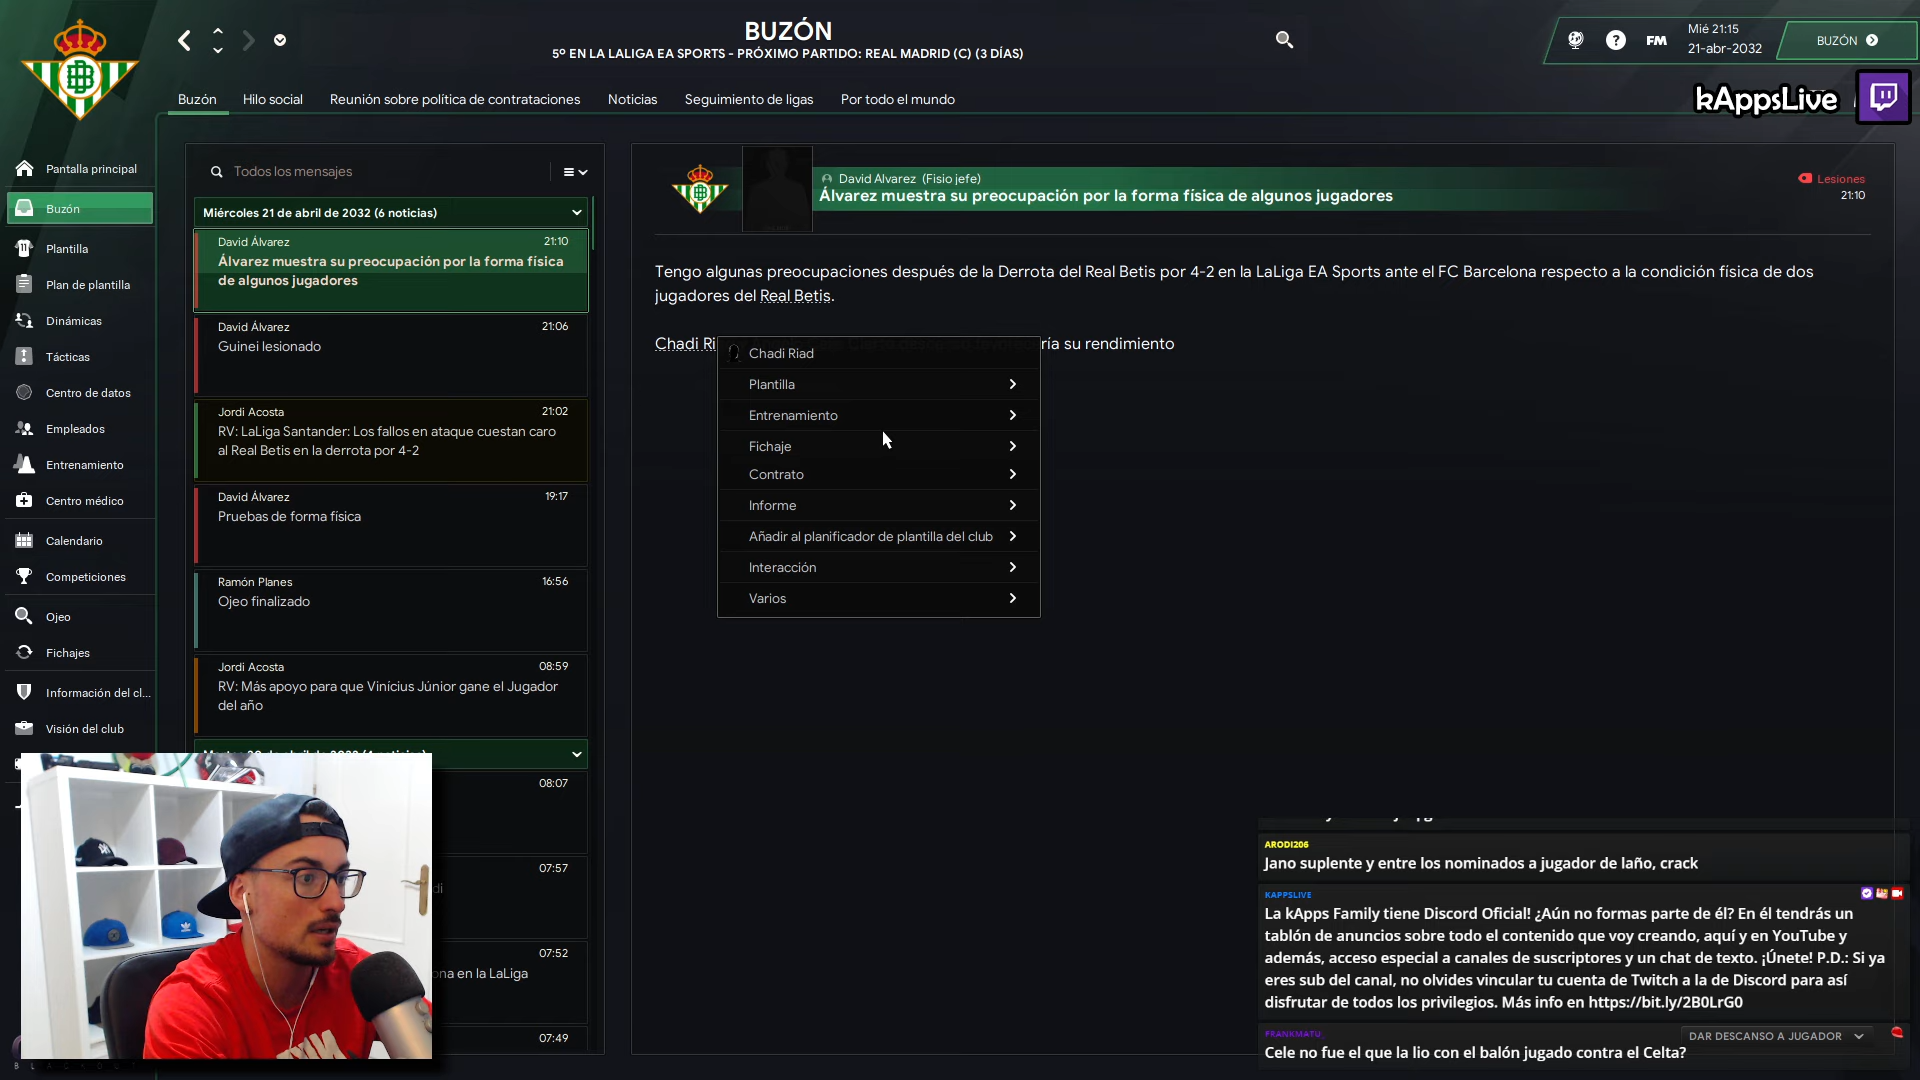 BUZÓN
5º EN LA LALIGA EA SPORTS - PRÓXIMO PARTIDO: REAL MADRID (C) (3 DÍAS)
FM
Mié 21:15
21-abr-2032
BUZÓN
kAppsLive
Buzón
Hilo social
Reunión sobre política de contrataciones
Noticias
Seguimiento de ligas
Por todo el mundo
Pantalla principal
Buzón
Plantilla
Plan de plantilla
Dinámicas
Tácticas
Centro de datos
Empleados
Entrenamiento
Centro médico
Calendario
Competiciones
Ojeo
Fichajes
Información del cl...
Visión del club
Todos los mensajes
Miércoles 21 de abril de 2032 (6 noticias)
David Álvarez 21:10
Álvarez muestra su preocupación por la forma física
de algunos jugadores
David Álvarez 21:06
Guinei lesionado
Jordi Acosta 21:02
RV: LaLiga Santander: Los fallos en ataque cuestan caro
al Real Betis en la derrota por 4-2
David Álvarez 19:17
Pruebas de forma física
Ramón Planes 16:56
Ojeo finalizado
Jordi Acosta 08:59
RV: Más apoyo para que Vinícius Júnior gane el Jugador
del año
08:07
07:57
di
07:52
ona en la LaLiga
07:49
David Álvarez (Fisio jefe)
Álvarez muestra su preocupación por la forma física de algunos jugadores
Lesiones
21:10
Tengo algunas preocupaciones después de la Derrota del Real Betis por 4-2 en la LaLiga EA Sports ante el FC Barcelona respecto a la condición física de dos
jugadores del Real Betis.
Chadi Ri ría su rendimiento
Chadi Riad
Plantilla
Entrenamiento
Fichaje
Contrato
Informe
Añadir al planificador de plantilla del club
Interacción
Varios
ARODI206
Jano suplente y entre los nominados a jugador de laño, crack
KAPPSLIVE
La kApps Family tiene Discord Oficial! ¿Aún no formas parte de él? En él tendrás un
tablón de anuncios sobre todo el contenido que voy creando, aquí y en YouTube y
además, acceso especial a canales de suscriptores y un chat de texto. ¡Únete! P.D.: Si ya
eres sub del canal, no olvides vincular tu cuenta de Twitch a la de Discord para así
disfrutar de todos los privilegios. Más info en https://bit.ly/2B0LrG0
FRANKMATU_
DAR DESCANSO A JUGADOR
Cele no fue el que la lio con el balón jugado contra el Celta?